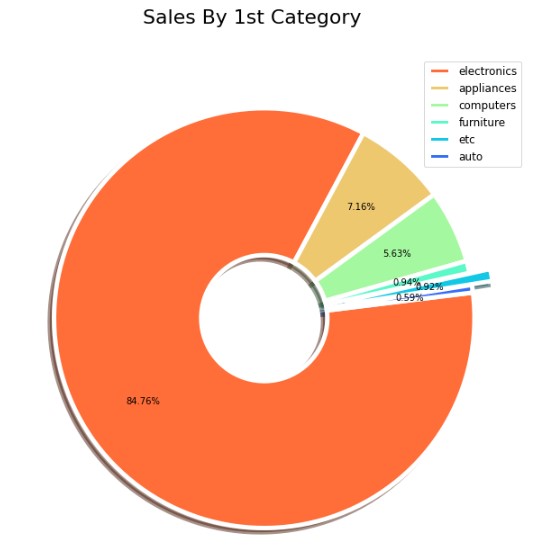 Sales By 1st Category
electronics
appliances
computers
furniture
etc
auto
7.16%
5.63%
0.94%
0.92%
0.59%
84.76%